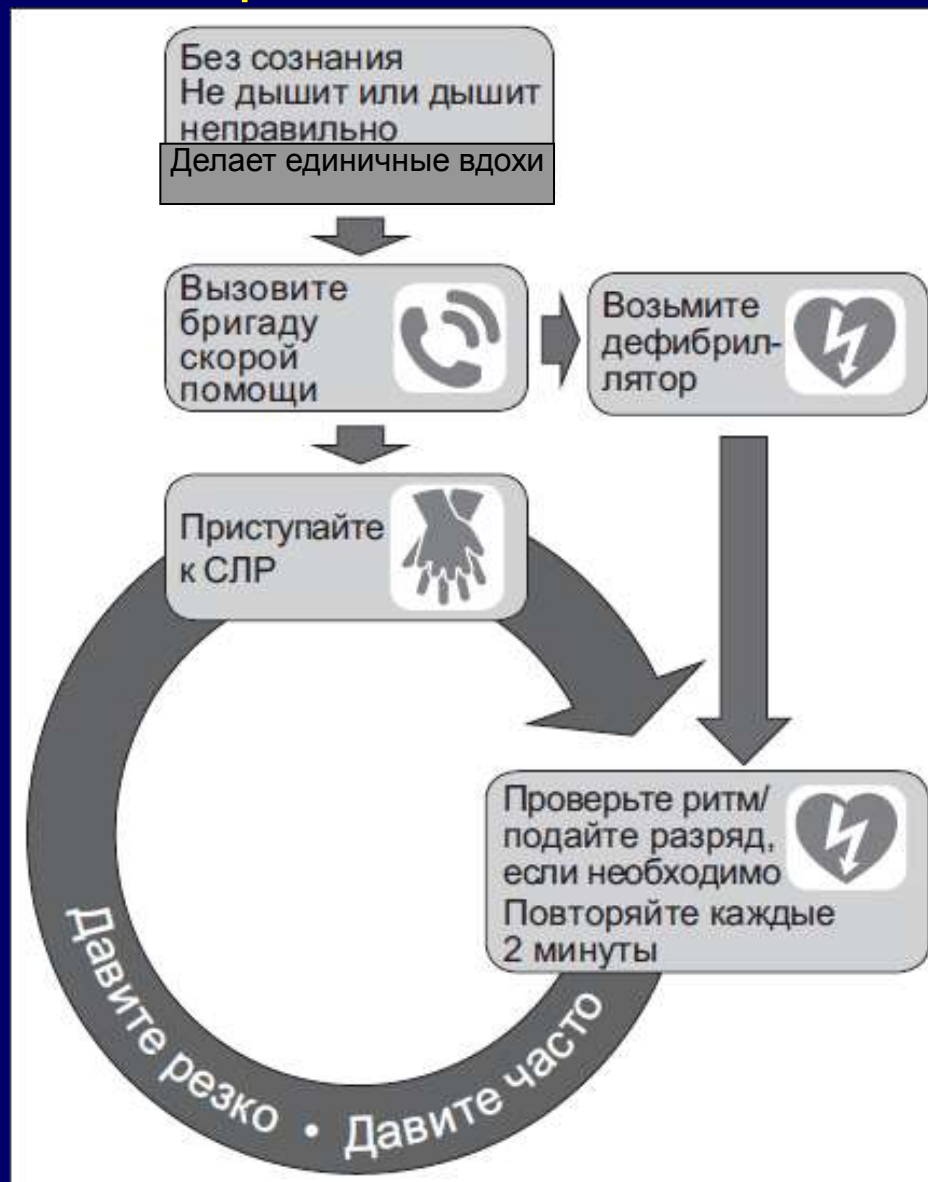 Без сознания
Не дышит или дышит
неправильно
Делает единичные вдохи
Вызовите
бригаду
скорой
помощи
Возьмите
дефибрил-
лятор
Приступайте
к СЛР
Проверьте ритм/
подайте разряд,
если необходимо
Повторяйте каждые
2 минуты
Давите резко • Давите часто